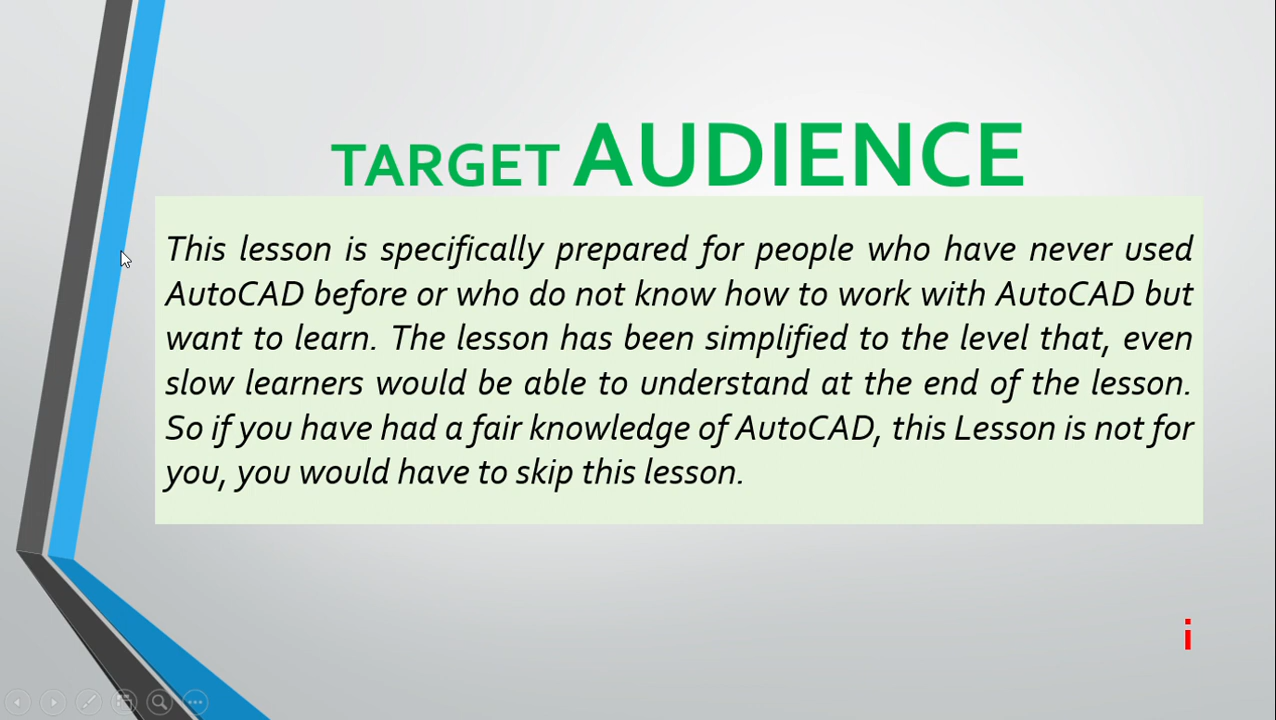 TARGET AUDIENCE
This lesson is specifically prepared for people who have never used
AutoCAD before or who do not know how to work with AutoCAD but
want to learn. The lesson has been simplified to the level that, even
slow learners would be able to understand at the end of the lesson.
So if you have had a fair knowledge of AutoCAD, this Lesson is not for
you, you would have to skip this lesson.
i